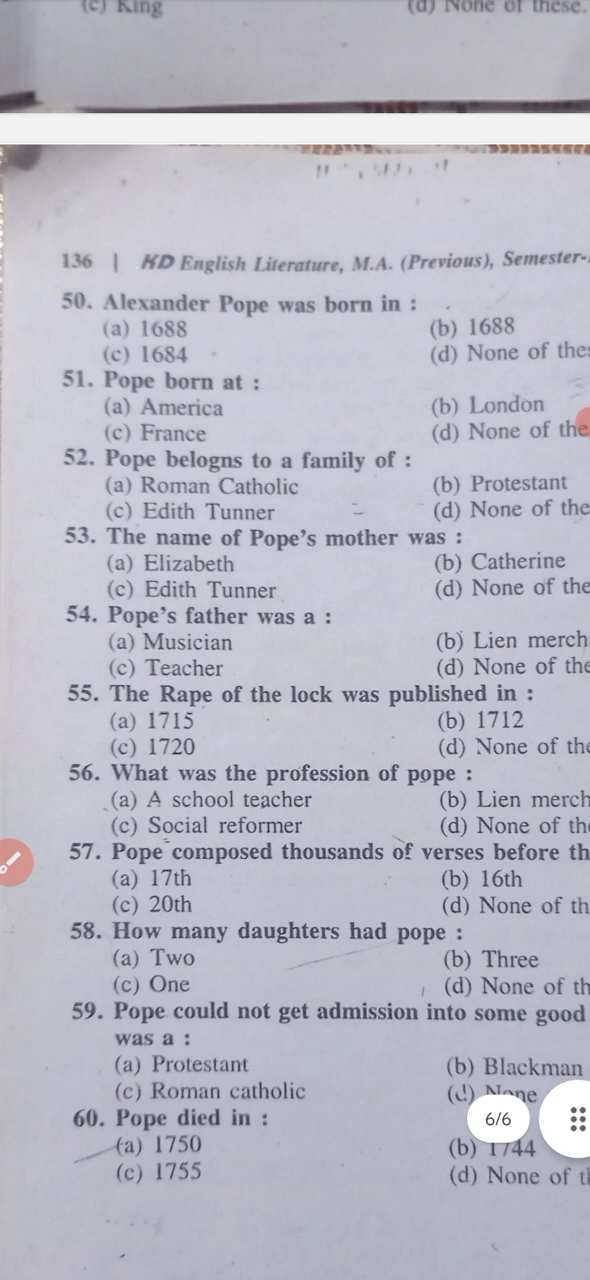 (c) King (d) None of these.
136 | KD English Literature, M.A. (Previous), Semester-
50. Alexander Pope was born in :
(a) 1688 (b) 1688
(c) 1684 (d) None of thes
51. Pope born at :
(a) America (b) London
(c) France (d) None of the
52. Pope belogns to a family of :
(a) Roman Catholic (b) Protestant
(c) Edith Tunner (d) None of the
53. The name of Pope's mother was :
(a) Elizabeth (b) Catherine
(c) Edith Tunner (d) None of the
54. Pope's father was a :
(a) Musician (b) Lien merch
(c) Teacher (d) None of the
55. The Rape of the lock was published in :
(a) 1715 (b) 1712
(c) 1720 (d) None of the
56. What was the profession of pope :
(a) A school teacher (b) Lien merch
(c) Social reformer (d) None of the
57. Pope composed thousands of verses before th
(a) 17th (b) 16th
(c) 20th (d) None of th
58. How many daughters had pope :
(a) Two (b) Three
(c) One (d) None of th
59. Pope could not get admission into some good
was a :
(a) Protestant (b) Blackman
(c) Roman catholic (d) None
60. Pope died in :
6/6
(a) 1750 (b) 1744
(c) 1755 (d) None of th